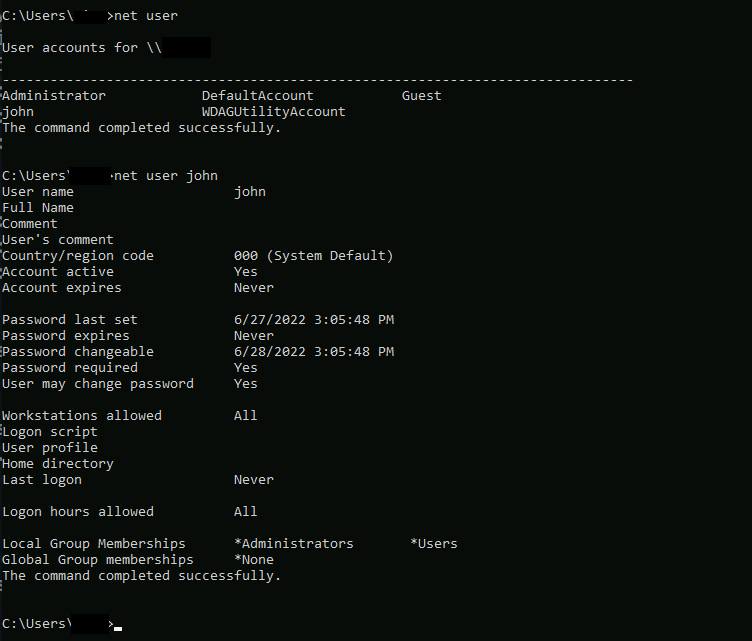 C:\Users\ >net user
User accounts for \\
-------------------------------------------------------------------------------
Administrator DefaultAccount Guest
john WDAGUtilityAccount
The command completed successfully.
C:\Users\ >net user john
User name john
Full Name
Comment
User's comment
Country/region code 000 (System Default)
Account active Yes
Account expires Never
Password last set 6/27/2022 3:05:48 PM
Password expires Never
Password changeable 6/28/2022 3:05:48 PM
Password required Yes
User may change password Yes
Workstations allowed All
Logon script
User profile
Home directory
Last logon Never
Logon hours allowed All
Local Group Memberships *Administrators *Users
Global Group memberships *None
The command completed successfully.
C:\Users\ >